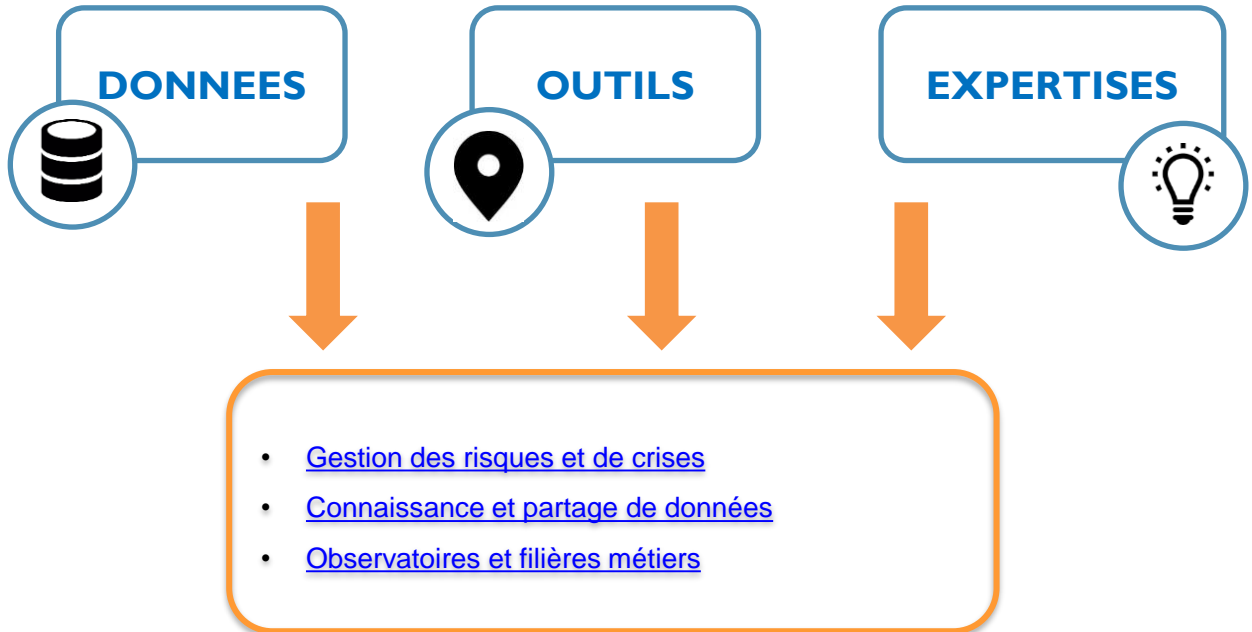 DONNEES
OUTILS
EXPERTISES
• Gestion des risques et de crises
• Connaissance et partage de données
• Observatoires et filières métiers